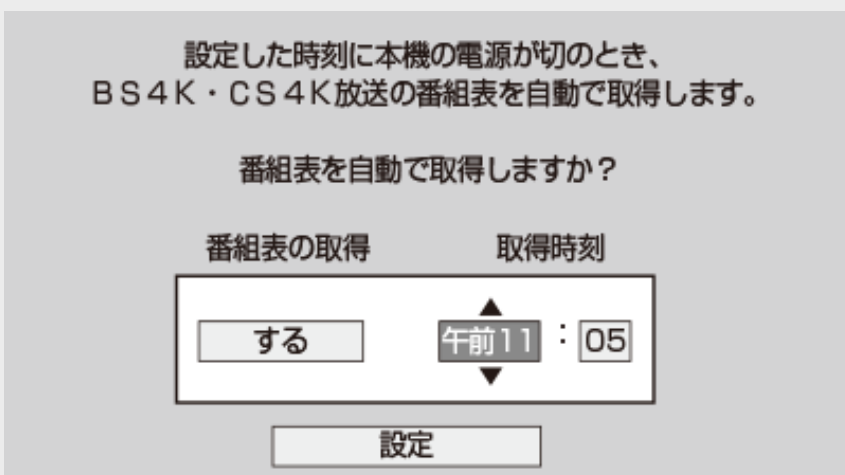 設定した時刻に本機の電源が切のとき、
BS4K・CS4K放送の番組表を自動で取得します。
番組表を自動で取得しますか？
番組表の取得 取得時刻
する 午前11 : 05
設定